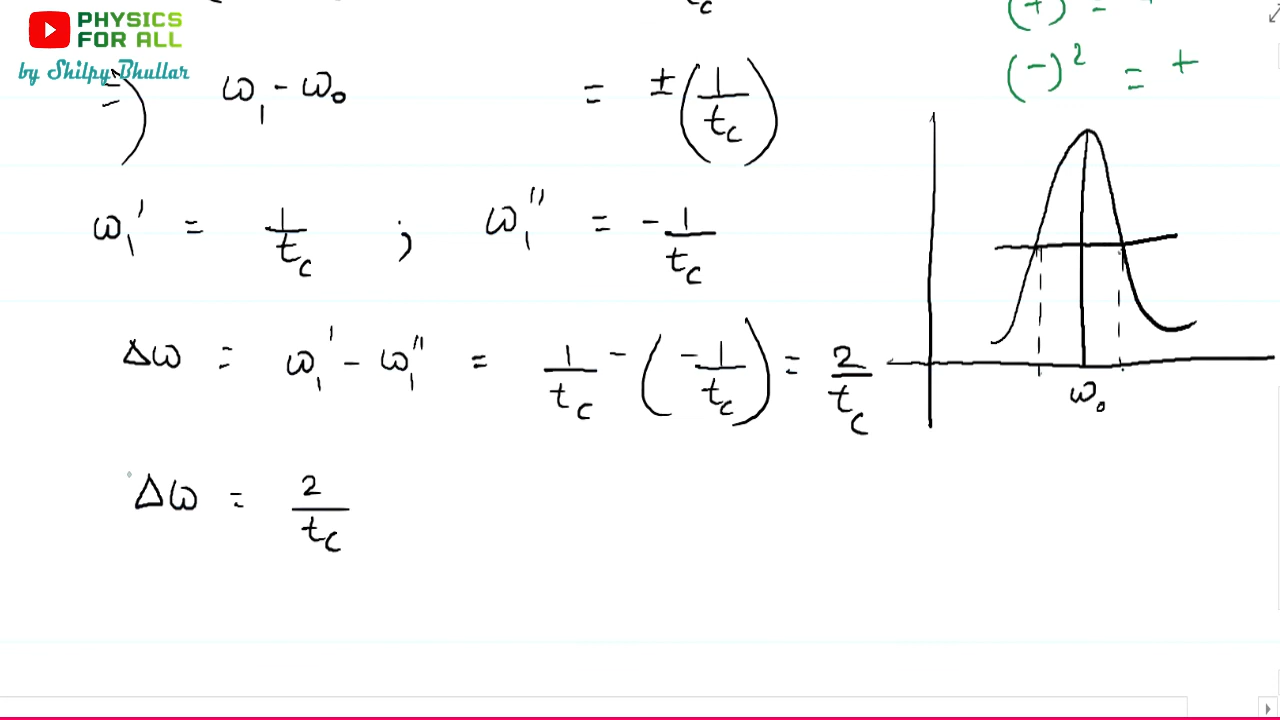 PHYSICS
FOR ALL
by Shilpy Bhullar
t_c
(+) =
(-)² = +
=) ω₁ - ω₀ = ± (1/t_c)
ω₁' = 1/t_c ; ω₁'' = -1/t_c
Δω = ω₁' - ω₁'' = 1/t_c - (-1/t_c) = 2/t_c
ω₀
Δω = 2/t_c